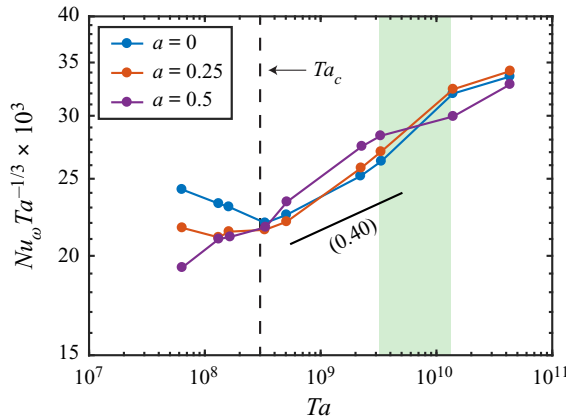 40
35
30
25
20
15
Nu_ω Ta^{-1/3} × 10^3
a = 0
a = 0.25
a = 0.5
Ta_c
(0.40)
10^7
10^8
10^9
10^10
10^11
Ta